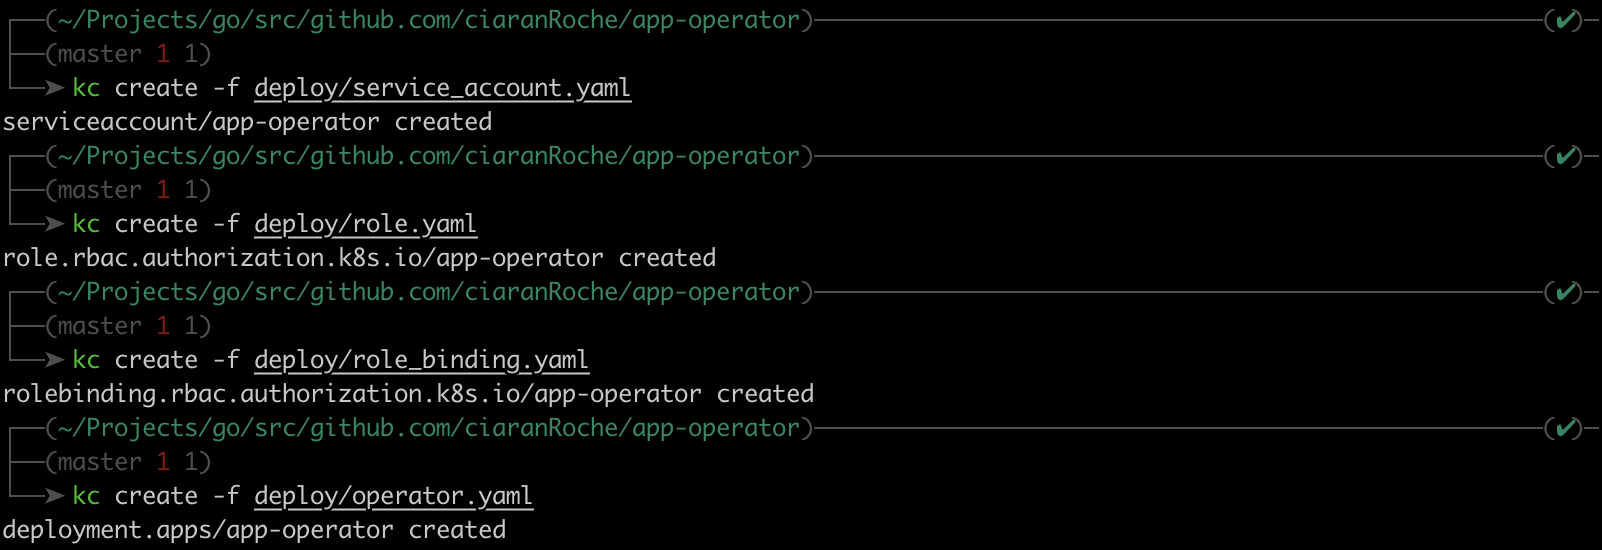 (~/Projects/go/src/github.com/ciaranRoche/app-operator) (✔)
(master 1 1)
➤ kc create -f deploy/service_account.yaml
serviceaccount/app-operator created
(~/Projects/go/src/github.com/ciaranRoche/app-operator) (✔)
(master 1 1)
➤ kc create -f deploy/role.yaml
role.rbac.authorization.k8s.io/app-operator created
(~/Projects/go/src/github.com/ciaranRoche/app-operator) (✔)
(master 1 1)
➤ kc create -f deploy/role_binding.yaml
rolebinding.rbac.authorization.k8s.io/app-operator created
(~/Projects/go/src/github.com/ciaranRoche/app-operator) (✔)
(master 1 1)
➤ kc create -f deploy/operator.yaml
deployment.apps/app-operator created